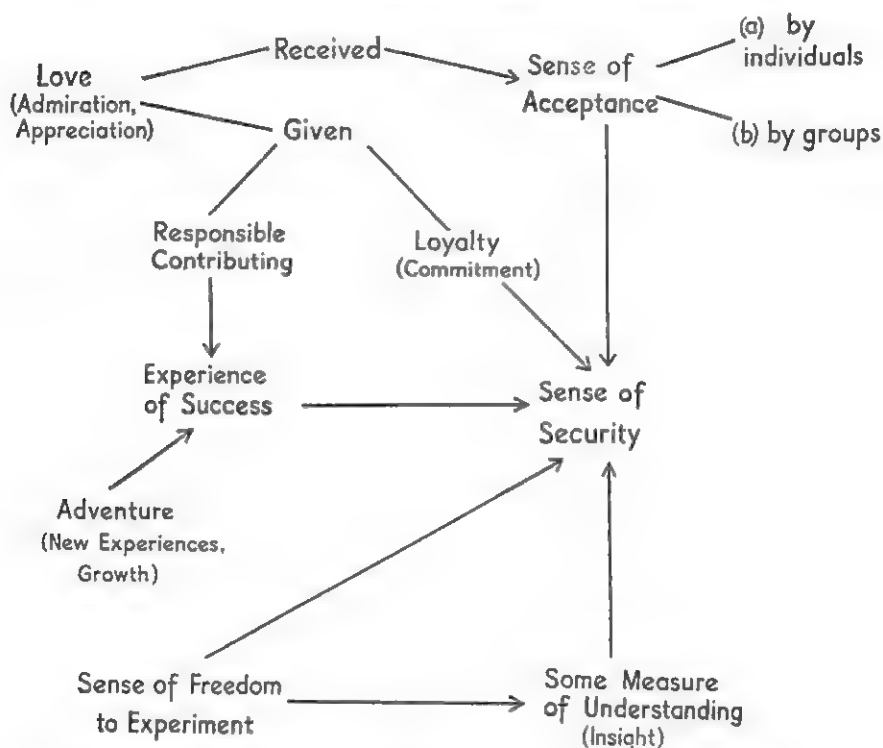 Love
(Admiration,
Appreciation)
Received
Given
Sense of
Acceptance
(a) by
individuals
(b) by groups
Responsible
Contributing
Loyalty
(Commitment)
Experience
of Success
Sense of
Security
Adventure
(New Experiences,
Growth)
Sense of Freedom
to Experiment
Some Measure
of Understanding
(Insight)